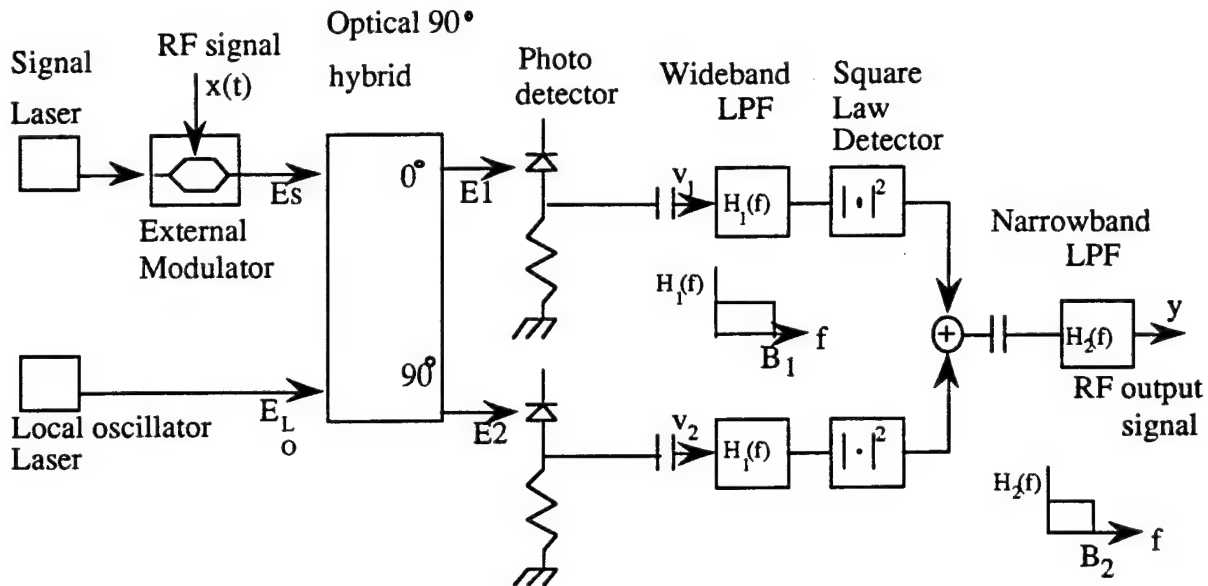 Signal
Laser
RF signal
x(t)
Optical 90°
hybrid
Photo
detector
Wideband
LPF
Square
Law
Detector
Es
0°
E1
v1
H1(f)
|•|²
External
Modulator
Narrowband
LPF
H1(f)
f
B1
y
H2(f)
RF output
signal
90°
E2
v2
H1(f)
|•|²
Local oscillator
Laser
ELO
H2(f)
f
B2